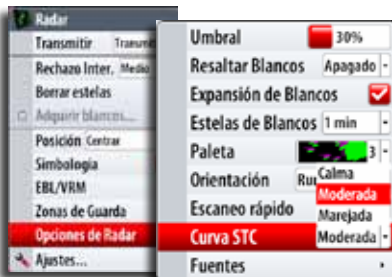 Radar
Transmitir Transmit
Rechazo Inter. Medio
Borrar estelas
Adquirir blancos...
Posición Centrar
Simbología
EBL/VRM
Zonas de Guarda
Opciones de Radar
Ajustes...
Umbral 30%
Resaltar Blancos Apagado
Expansión de Blancos
Estelas de Blancos 1 min
Paleta 3
Orientación Ru
Escaneo rápido
Curva STC Moderada
Fuentes
Calma
Moderada
Marejada